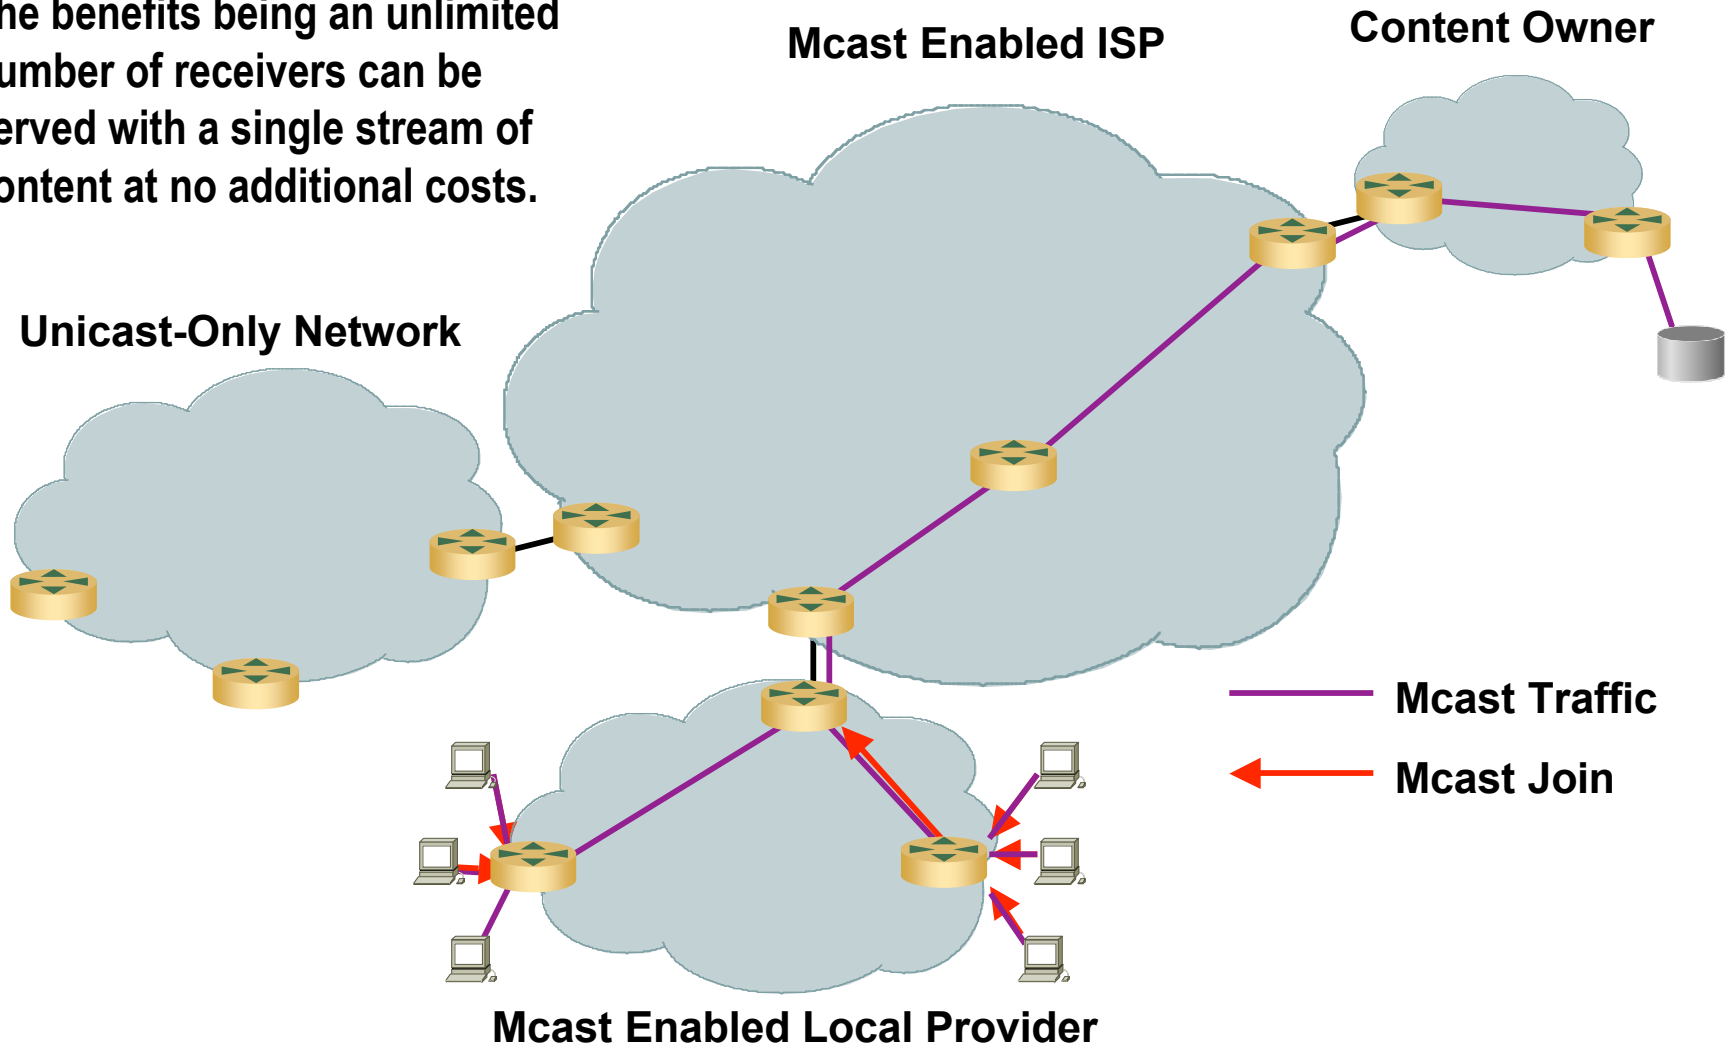 he benefits being an unlimited
umber of receivers can be
erved with a single stream of
ontent at no additional costs.
Mcast Enabled ISP
Content Owner
Unicast-Only Network
Mcast Traffic
Mcast Join
Mcast Enabled Local Provider